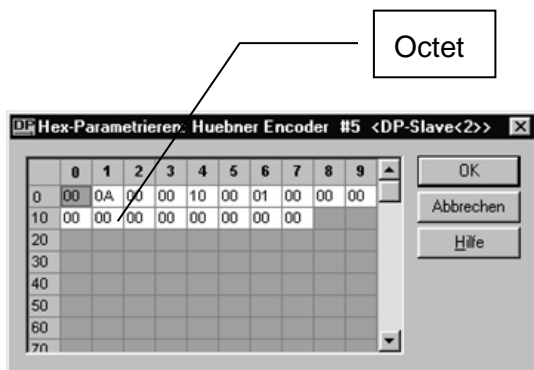 Octet
DP Hex-Parametrieren: Huebner Encoder #5 <DP-Slave<2>>
0 1 2 3 4 5 6 7 8 9
0 00 0A 00 00 10 00 01 00 00 00
10 00 00 00 00 00 00 00 00
20
30
40
50
60
70
OK
Abbrechen
Hilfe